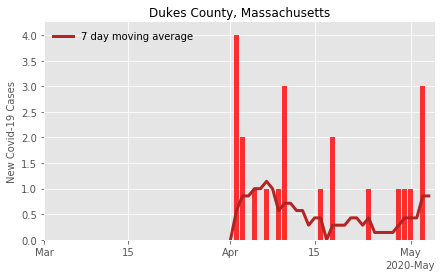 Dukes County, Massachusetts
7 day moving average
New Covid-19 Cases
4.0
3.5
3.0
2.5
2.0
1.5
1.0
0.5
0.0
Mar
15
Apr
15
May
2020-May